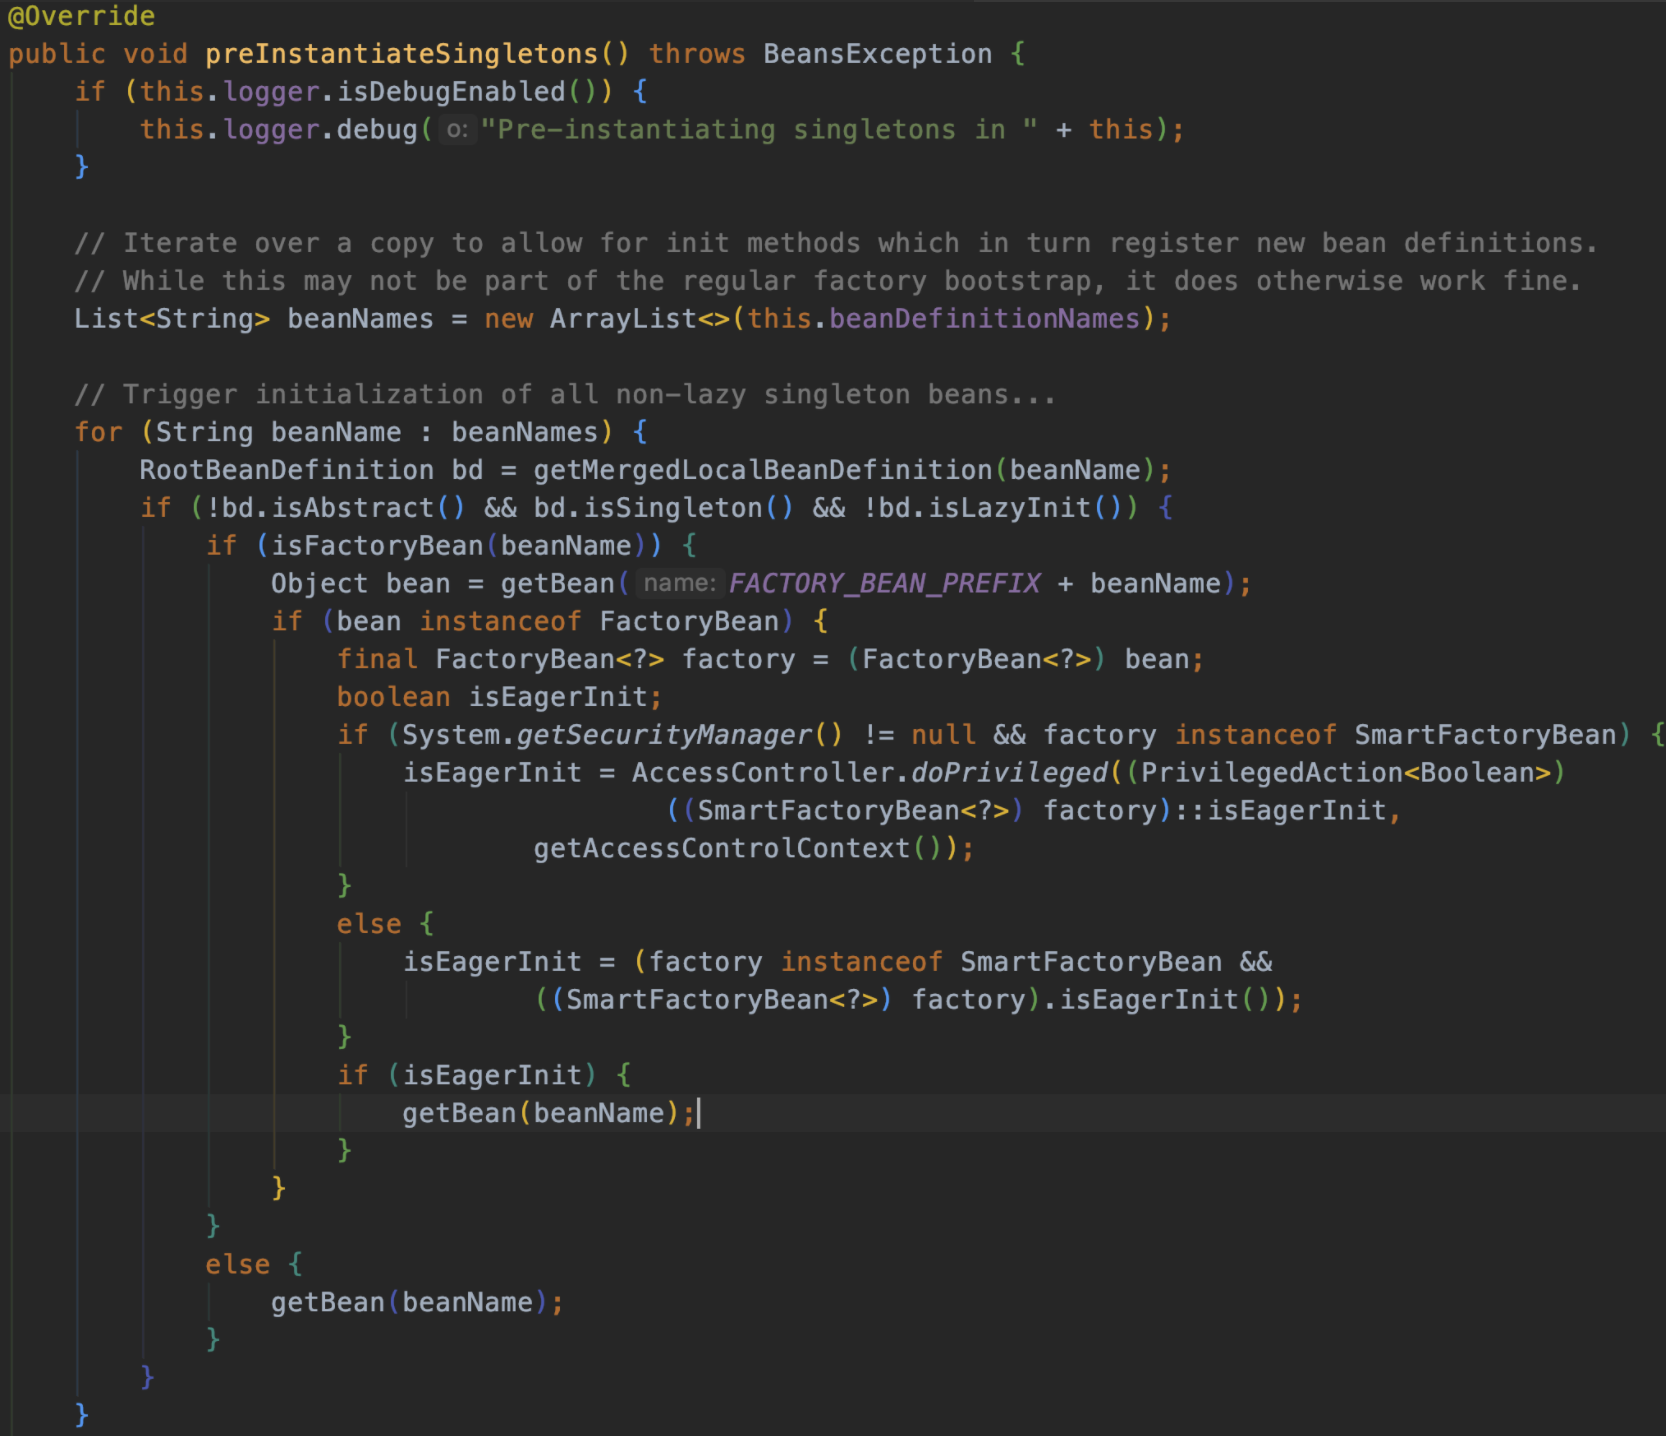 @Override
public void preInstantiateSingletons() throws BeansException {
if (this.logger.isDebugEnabled()) {
this.logger.debug( o: "Pre-instantiating singletons in " + this);
}
// Iterate over a copy to allow for init methods which in turn register new bean definitions.
// While this may not be part of the regular factory bootstrap, it does otherwise work fine.
List<String> beanNames = new ArrayList<>(this.beanDefinitionNames);
// Trigger initialization of all non-lazy singleton beans...
for (String beanName : beanNames) {
RootBeanDefinition bd = getMergedLocalBeanDefinition(beanName);
if (!bd.isAbstract() && bd.isSingleton() && !bd.isLazyInit()) {
if (isFactoryBean(beanName)) {
Object bean = getBean( name: FACTORY_BEAN_PREFIX + beanName);
if (bean instanceof FactoryBean) {
final FactoryBean<?> factory = (FactoryBean<?>) bean;
boolean isEagerInit;
if (System.getSecurityManager() != null && factory instanceof SmartFactoryBean) {
isEagerInit = AccessController.doPrivileged((PrivilegedAction<Boolean>)
((SmartFactoryBean<?>) factory)::isEagerInit,
getAccessControlContext());
}
else {
isEagerInit = (factory instanceof SmartFactoryBean &&
((SmartFactoryBean<?>) factory).isEagerInit());
}
if (isEagerInit) {
getBean(beanName);
}
}
}
else {
getBean(beanName);
}
}
}